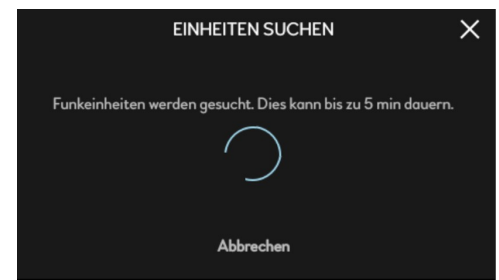 EINHEITEN SUCHEN
Funkeinheiten werden gesucht. Dies kann bis zu 5 min dauern.
Abbrechen